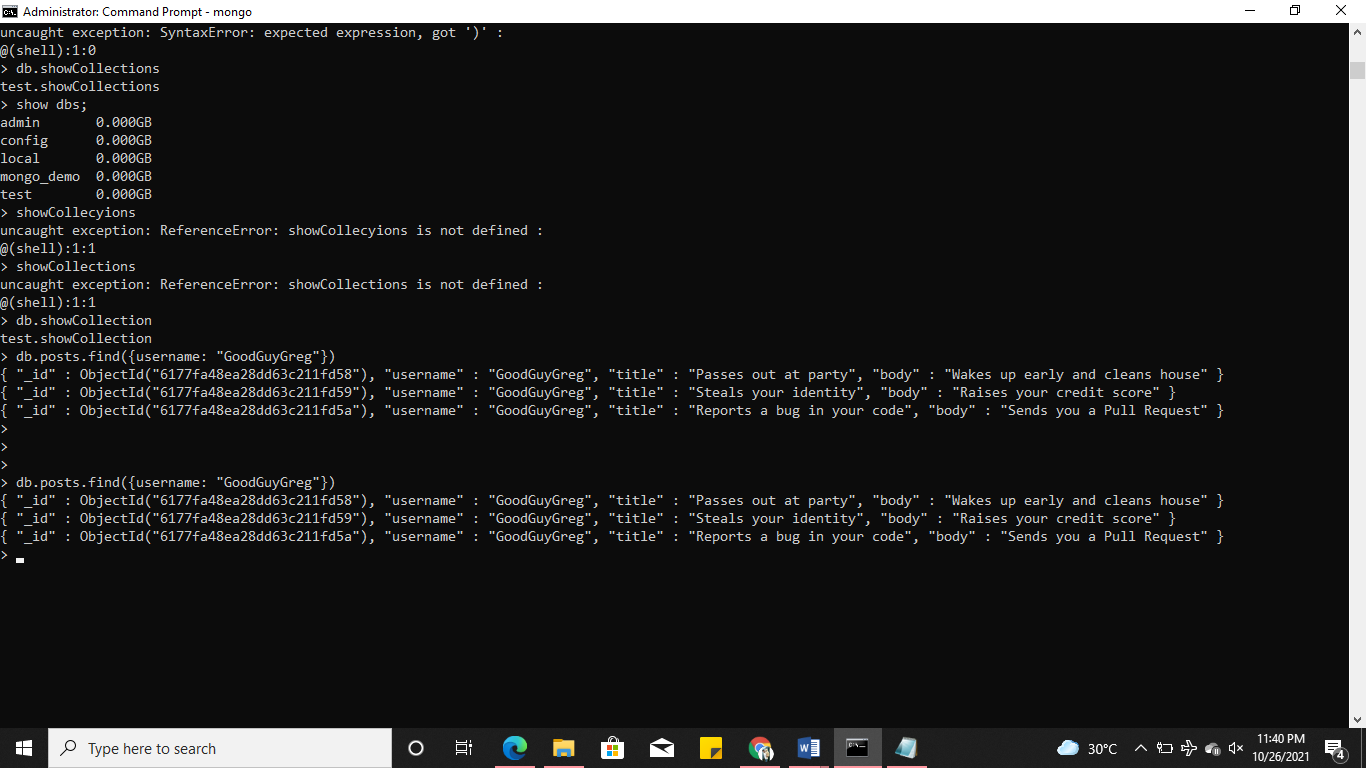 Administrator: Command Prompt - mongo
uncaught exception: SyntaxError: expected expression, got ')' :
@(shell):1:0
> db.showCollections
test.showCollections
> show dbs;
admin       0.000GB
config      0.000GB
local       0.000GB
mongo_demo  0.000GB
test        0.000GB
> showCollecyions
uncaught exception: ReferenceError: showCollecyions is not defined :
@(shell):1:1
> showCollections
uncaught exception: ReferenceError: showCollections is not defined :
@(shell):1:1
> db.showCollection
test.showCollection
> db.posts.find({username: "GoodGuyGreg"})
{ "_id" : ObjectId("6177fa48ea28dd63c211fd58"), "username" : "GoodGuyGreg", "title" : "Passes out at party", "body" : "Wakes up early and cleans house" }
{ "_id" : ObjectId("6177fa48ea28dd63c211fd59"), "username" : "GoodGuyGreg", "title" : "Steals your identity", "body" : "Raises your credit score" }
{ "_id" : ObjectId("6177fa48ea28dd63c211fd5a"), "username" : "GoodGuyGreg", "title" : "Reports a bug in your code", "body" : "Sends you a Pull Request" }
>
>
>
> db.posts.find({username: "GoodGuyGreg"})
{ "_id" : ObjectId("6177fa48ea28dd63c211fd58"), "username" : "GoodGuyGreg", "title" : "Passes out at party", "body" : "Wakes up early and cleans house" }
{ "_id" : ObjectId("6177fa48ea28dd63c211fd59"), "username" : "GoodGuyGreg", "title" : "Steals your identity", "body" : "Raises your credit score" }
{ "_id" : ObjectId("6177fa48ea28dd63c211fd5a"), "username" : "GoodGuyGreg", "title" : "Reports a bug in your code", "body" : "Sends you a Pull Request" }
>
Type here to search
30°C
11:40 PM
10/26/2021
4